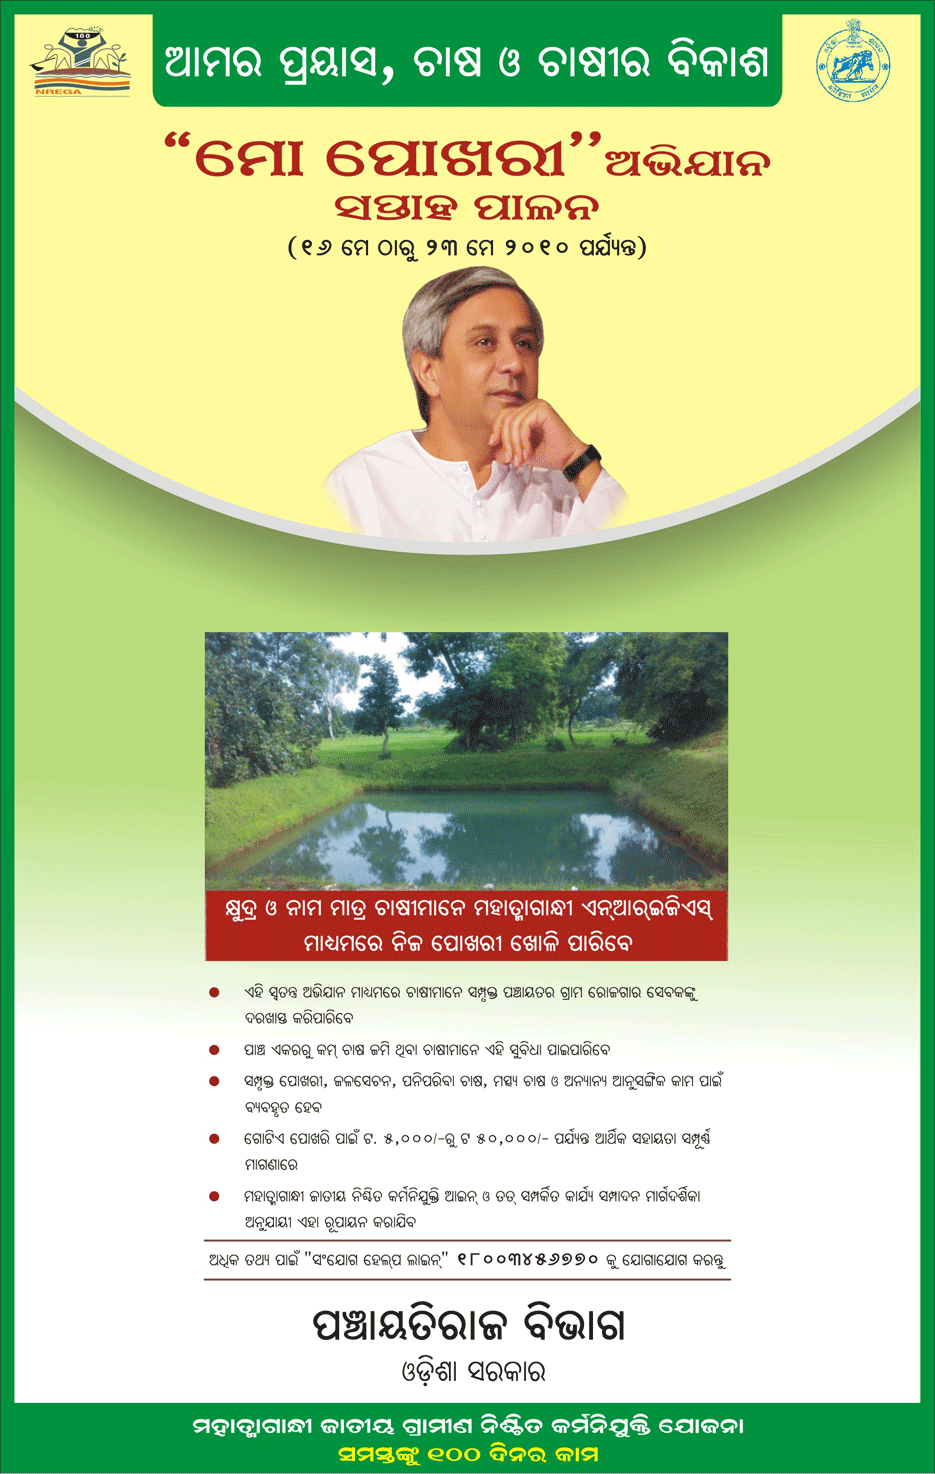 100
NREGA
ଆମର ପ୍ରୟାସ, ଚାଷ ଓ ଚାଷୀର ବିକାଶ
“ମୋ ପୋଖରୀ’’ ଅଭିଯାନ
ସପ୍ତାହ ପାଳନ
(୧୬ ମେ ଠାରୁ ୨୩ ମେ ୨୦୧୦ ପର୍ଯ୍ୟନ୍ତ)
କ୍ଷୁଦ୍ର ଓ ନାମ ମାତ୍ର ଚାଷୀମାନେ ମହାତ୍ମାଗାନ୍ଧୀ ଏନ୍ଆର୍ଇଜିଏସ୍
ମାଧ୍ୟମରେ ନିଜ ପୋଖରୀ ଖୋଳି ପାରିବେ
● ଏହି ସ୍ୱତନ୍ତ୍ର ଅଭିଯାନ ମାଧ୍ୟମରେ ଚାଷୀମାନେ ସମ୍ପୃକ୍ତ ପଞ୍ଚାୟତର ଗ୍ରାମ ରୋଜଗାର ସେବକଙ୍କୁ
ଦରଖାସ୍ତ କରିପାରିବେ
● ପାଞ୍ଚ ଏକରରୁ କମ୍ ଚାଷ ଜମି ଥିବା ଚାଷୀମାନେ ଏହି ସୁବିଧା ପାଇପାରିବେ
● ସମ୍ପୃକ୍ତ ପୋଖରୀ, ଜଳସେଚନ, ପନିପରିବା ଚାଷ, ମତ୍ସ୍ୟ ଚାଷ ଓ ଅନ୍ୟାନ୍ୟ ଆନୁସଙ୍ଗିକ କାମ ପାଇଁ
ବ୍ୟବହୃତ ହେବ
● ଗୋଟିଏ ପୋଖରି ପାଇଁ ଟ. ୫,୦୦୦/-ରୁ ଟ ୫୦,୦୦୦/- ପର୍ଯ୍ୟନ୍ତ ଆର୍ଥିକ ସହାୟତା ସମ୍ପୂର୍ଣ୍ଣ
ମାଗଣାରେ
● ମହାତ୍ମାଗାନ୍ଧୀ ଜାତୀୟ ନିଶ୍ଚିତ କର୍ମନିଯୁକ୍ତି ଆଇନ୍ ଓ ତତ୍ ସମ୍ପର୍କିତ କାର୍ଯ୍ୟ ସମ୍ପାଦନ ମାର୍ଗଦର୍ଶିକା
ଅନୁଯାୟୀ ଏହା ରୂପାୟନ କରାଯିବ
ଅଧିକ ତଥ୍ୟ ପାଇଁ "ସଂଯୋଗ ହେଲ୍ପ ଲାଇନ୍" ୧୮୦୦୩୪୫୬୭୭୦ କୁ ଯୋଗାଯୋଗ କରନ୍ତୁ
ପଞ୍ଚାୟତିରାଜ ବିଭାଗ
ଓଡ଼ିଶା ସରକାର
ମହାତ୍ମାଗାନ୍ଧୀ ଜାତୀୟ ଗ୍ରାମୀଣ ନିଶ୍ଚିତ କର୍ମନିଯୁକ୍ତି ଯୋଜନା
ସମସ୍ତଙ୍କୁ ୧୦୦ ଦିନର କାମ